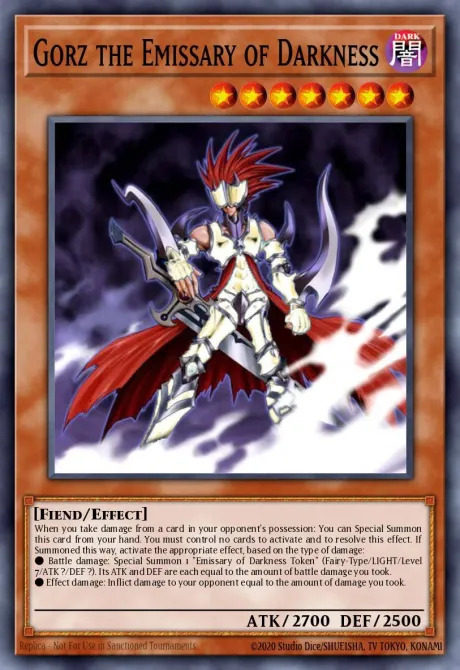 Gorz the Emissary of Darkness
DARK
闇
[Fiend/Effect]
When you take damage from a card in your opponent's possession: You can Special Summon
this card from your hand. You must control no cards to activate and to resolve this effect. If
Summoned this way, activate the appropriate effect, based on the type of damage:
● Battle damage: Special Summon 1 "Emissary of Darkness Token" (Fairy-Type/LIGHT/Level
7/ATK ?/DEF ?). Its ATK and DEF are each equal to the amount of battle damage you took.
● Effect damage: Inflict damage to your opponent equal to the amount of damage you took.
ATK/2700 DEF/2500
Replica - Not For Use in Sanctioned Tournaments
©2020 Studio Dice/SHUEISHA, TV TOKYO, KONAMI